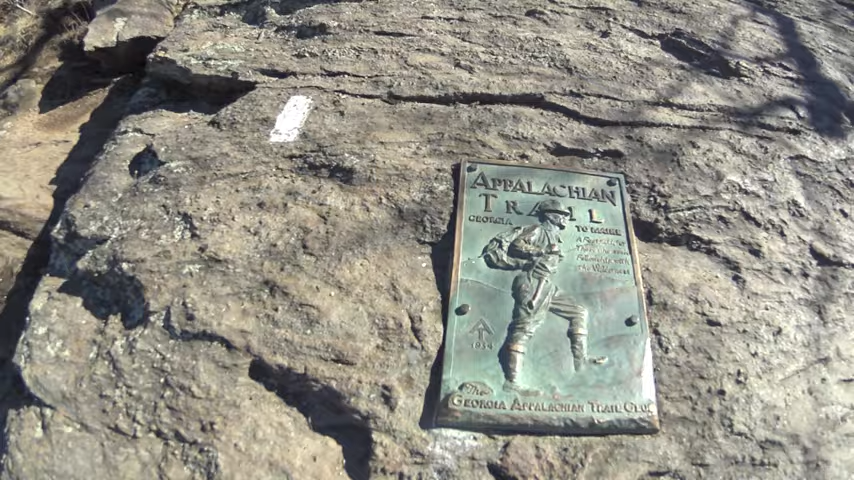 APPALACHIAN
TRAIL
GEORGIA TO MAINE
A Footpath for
Those who seek
Fellowship with
the Wilderness
1934
The
GEORGIA APPALACHIAN TRAIL CLUB